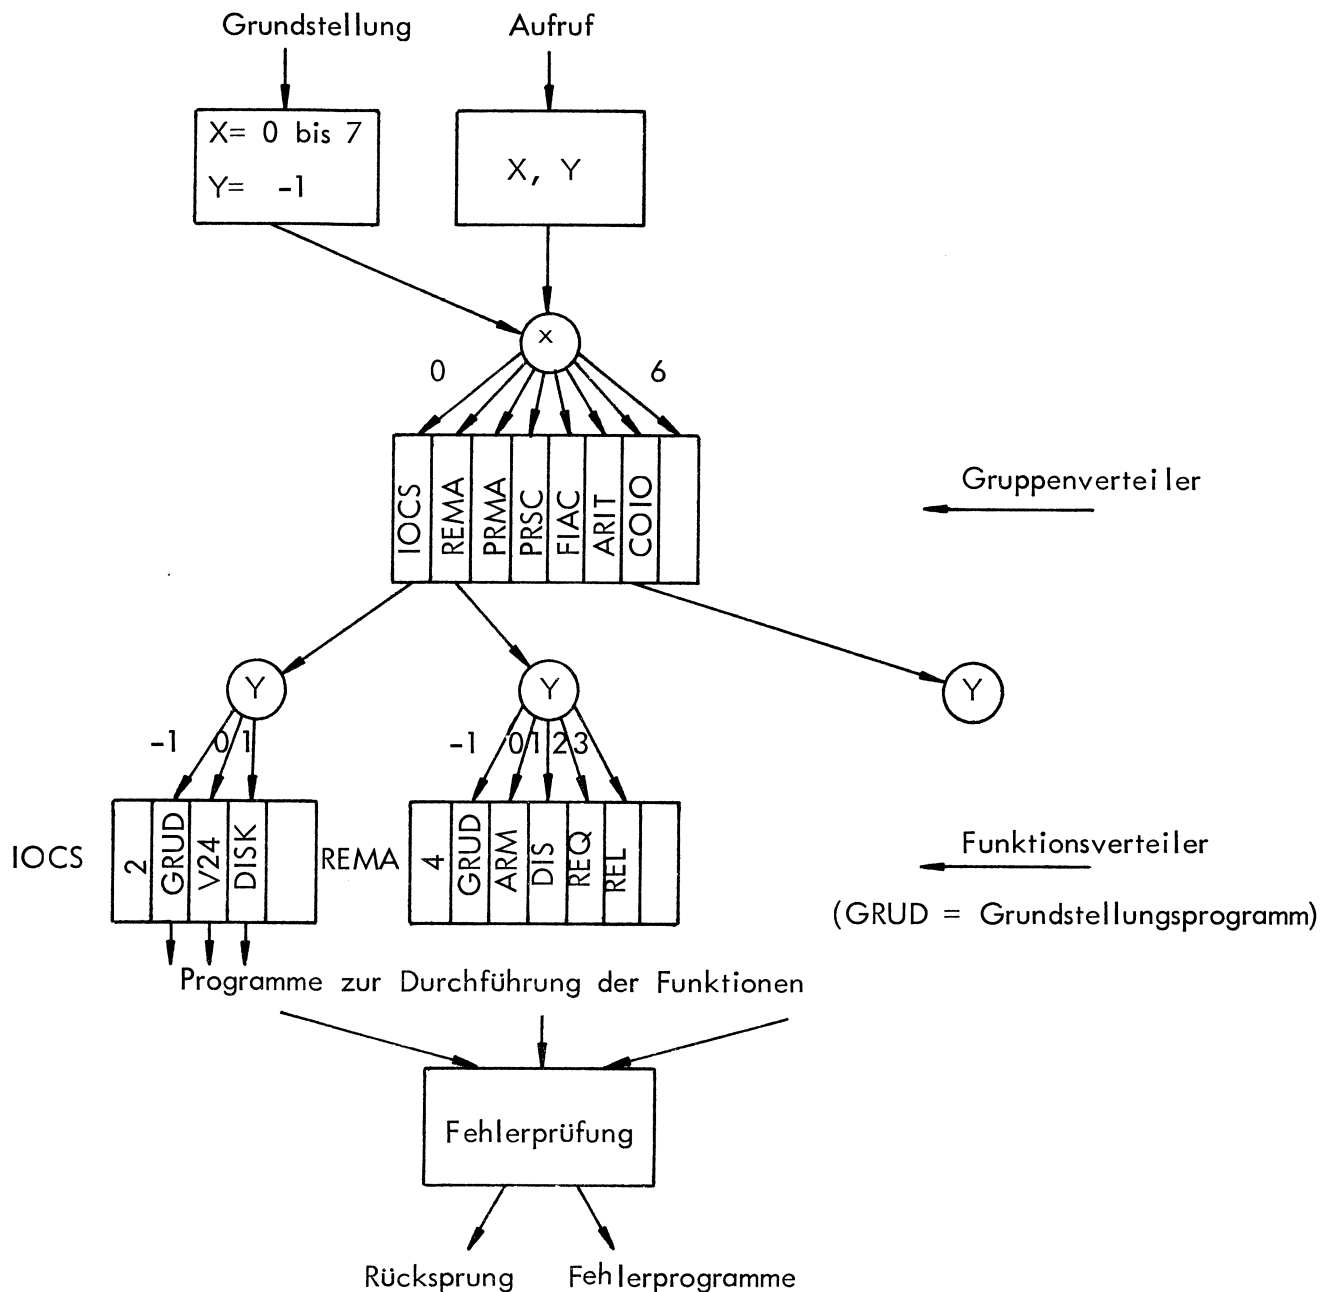 Grundstellung
Aufruf
X= 0 bis 7
Y= -1
X, Y
x
0
6
IOCS
REMA
PRMA
PRSC
FIAC
ARIT
COIO
Gruppenverteiler
Y
Y
Y
-1 0 1
-1 0 1 2 3
IOCS
2
GRUD
V24
DISK
REMA
4
GRUD
ARM
DIS
REQ
REL
Funktionsverteiler
(GRUD = Grundstellungsprogramm)
Programme zur Durchführung der Funktionen
Fehlerprüfung
Rücksprung
Fehlerprogramme